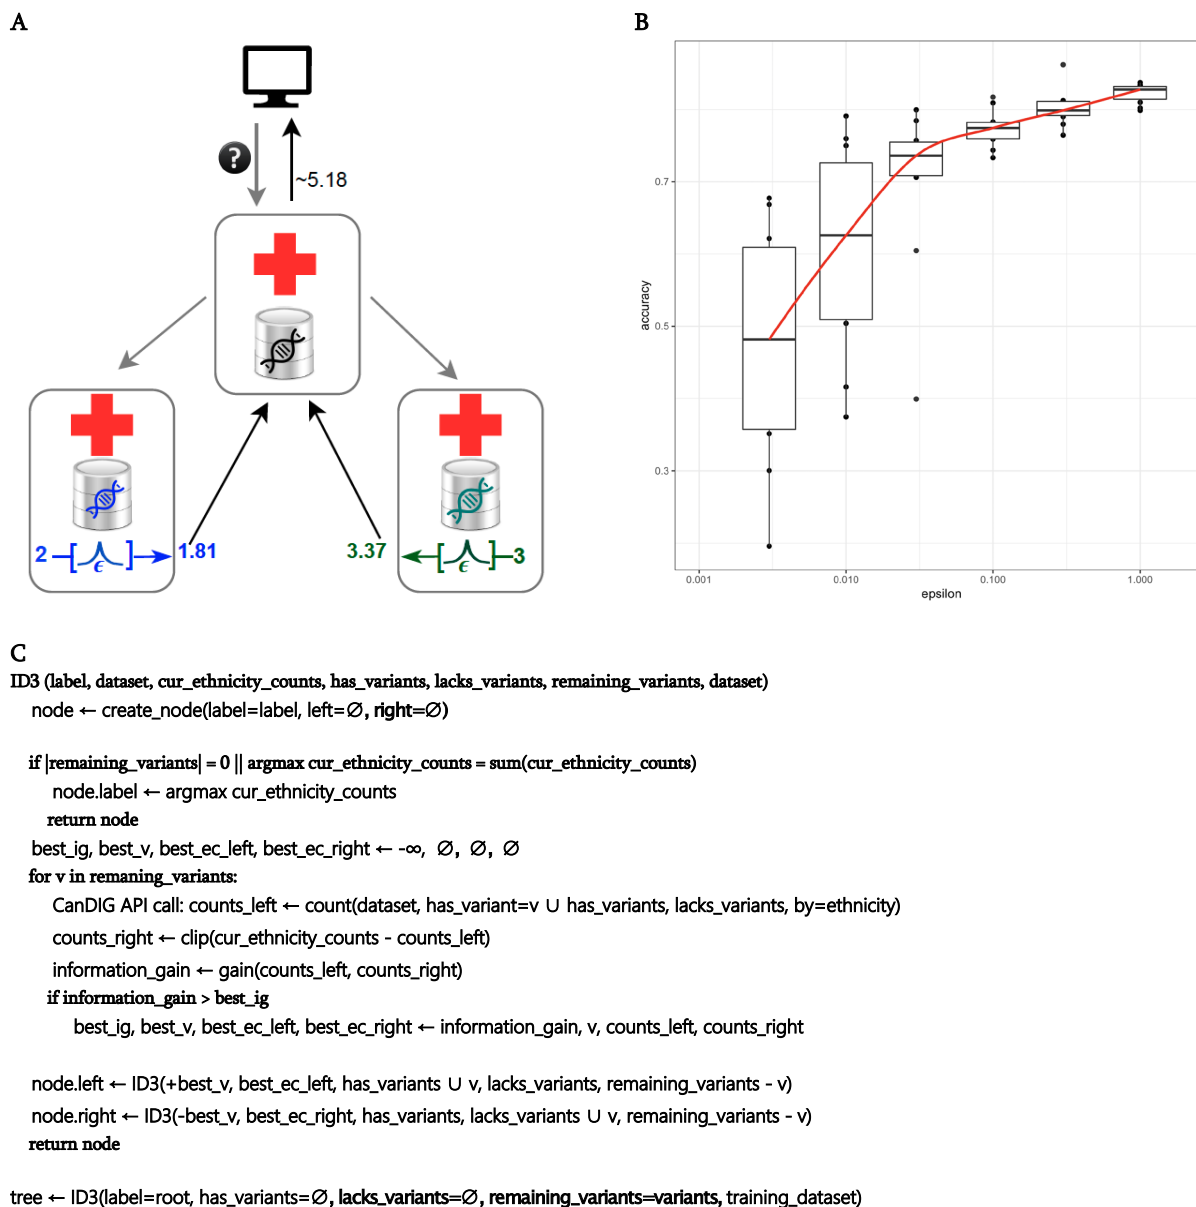 A
B
?
~5.18
2
ϵ
1.81
3.37
ϵ
3
accuracy
0.7
0.5
0.3
0.001
0.010
0.100
1.000
epsilon
C
ID3 (label, dataset, cur_ethnicity_counts, has_variants, lacks_variants, remaining_variants, dataset)
node ← create_node(label=label, left=∅, right=∅)
if |remaining_variants| = 0 || argmax cur_ethnicity_counts = sum(cur_ethnicity_counts)
node.label ← argmax cur_ethnicity_counts
return node
best_ig, best_v, best_ec_left, best_ec_right ← -∞, ∅, ∅, ∅
for v in remaning_variants:
CanDIG API call: counts_left ← count(dataset, has_variant=v ∪ has_variants, lacks_variants, by=ethnicity)
counts_right ← clip(cur_ethnicity_counts - counts_left)
information_gain ← gain(counts_left, counts_right)
if information_gain > best_ig
best_ig, best_v, best_ec_left, best_ec_right ← information_gain, v, counts_left, counts_right
node.left ← ID3(+best_v, best_ec_left, has_variants ∪ v, lacks_variants, remaining_variants - v)
node.right ← ID3(-best_v, best_ec_right, has_variants, lacks_variants ∪ v, remaining_variants - v)
return node
tree ← ID3(label=root, has_variants=∅, lacks_variants=∅, remaining_variants=variants, training_dataset)